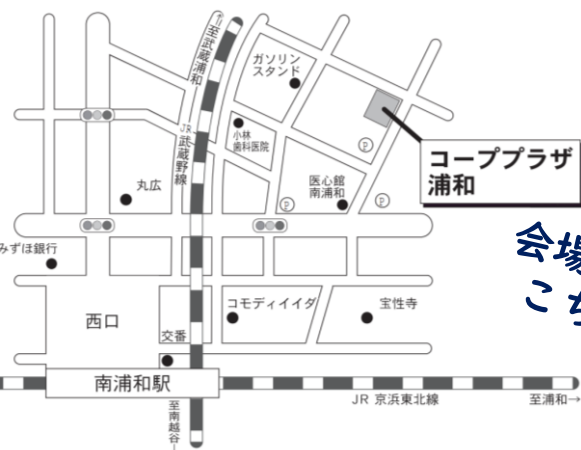 ↑至武蔵浦和
JR武蔵野線
ガソリン
スタンド
小林
歯科医院
P
コーププラザ
浦和
丸広
医心館
南浦和
P
P
みずほ銀行
会場
こち
西口
交番
コモディイイダ
宝性寺
南浦和駅
至南越谷↓
JR 京浜東北線
至浦和→